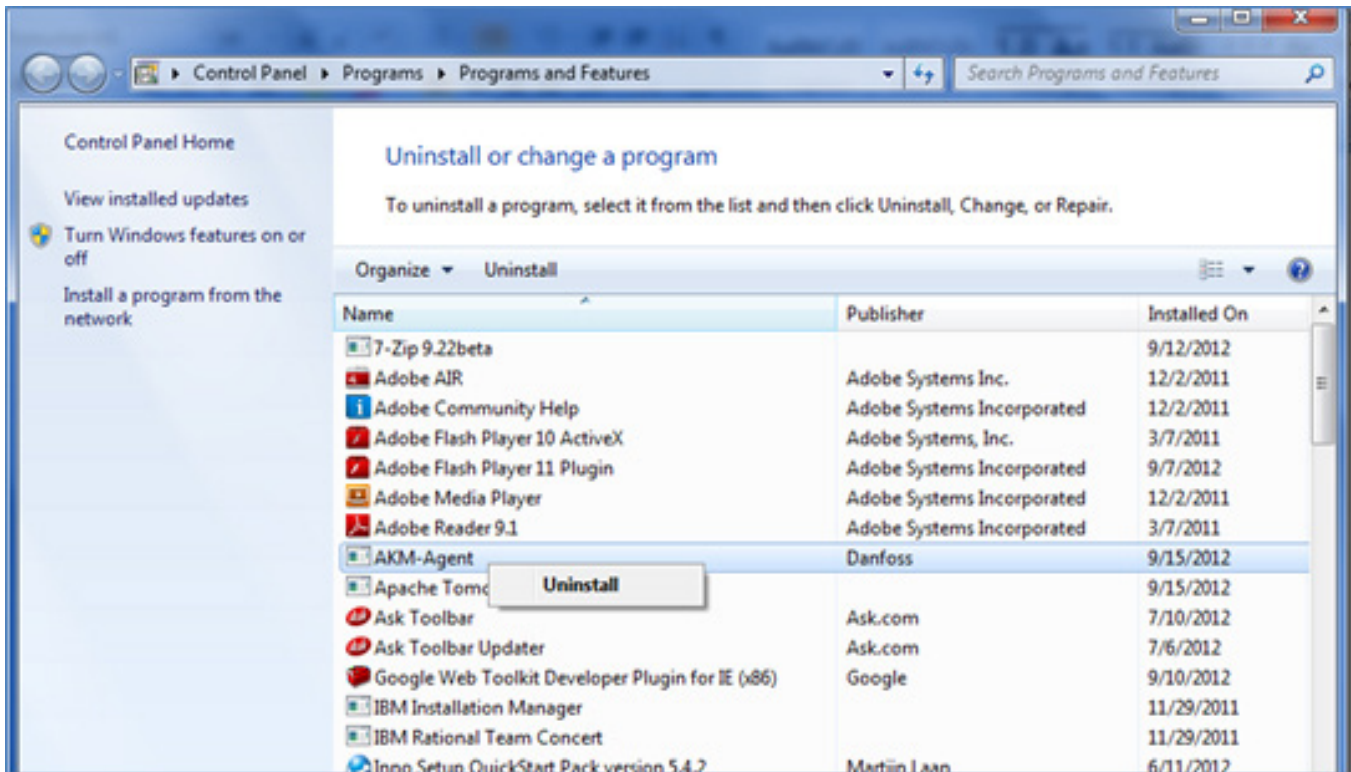 Control Panel ▸ Programs ▸ Programs and Features
Search Programs and Features
Control Panel Home
View installed updates
Turn Windows features on or
off
Install a program from the
network
Uninstall or change a program
To uninstall a program, select it from the list and then click Uninstall, Change, or Repair.
Organize Uninstall
Name Publisher Installed On
7-Zip 9.22beta 9/12/2012
Adobe AIR Adobe Systems Inc. 12/2/2011
Adobe Community Help Adobe Systems Incorporated 12/2/2011
Adobe Flash Player 10 ActiveX Adobe Systems, Inc. 3/7/2011
Adobe Flash Player 11 Plugin Adobe Systems Incorporated 9/7/2012
Adobe Media Player Adobe Systems Incorporated 12/2/2011
Adobe Reader 9.1 Adobe Systems Incorporated 3/7/2011
AKM-Agent Danfoss 9/15/2012
Apache Tomc 9/15/2012
Uninstall
Ask Toolbar Ask.com 7/10/2012
Ask Toolbar Updater Ask.com 7/6/2012
Google Web Toolkit Developer Plugin for IE (x86) Google 9/10/2012
IBM Installation Manager 11/29/2011
IBM Rational Team Concert 11/29/2011
Inno Setup QuickStart Pack version 5.4.2 Martijn Laan 6/11/2012